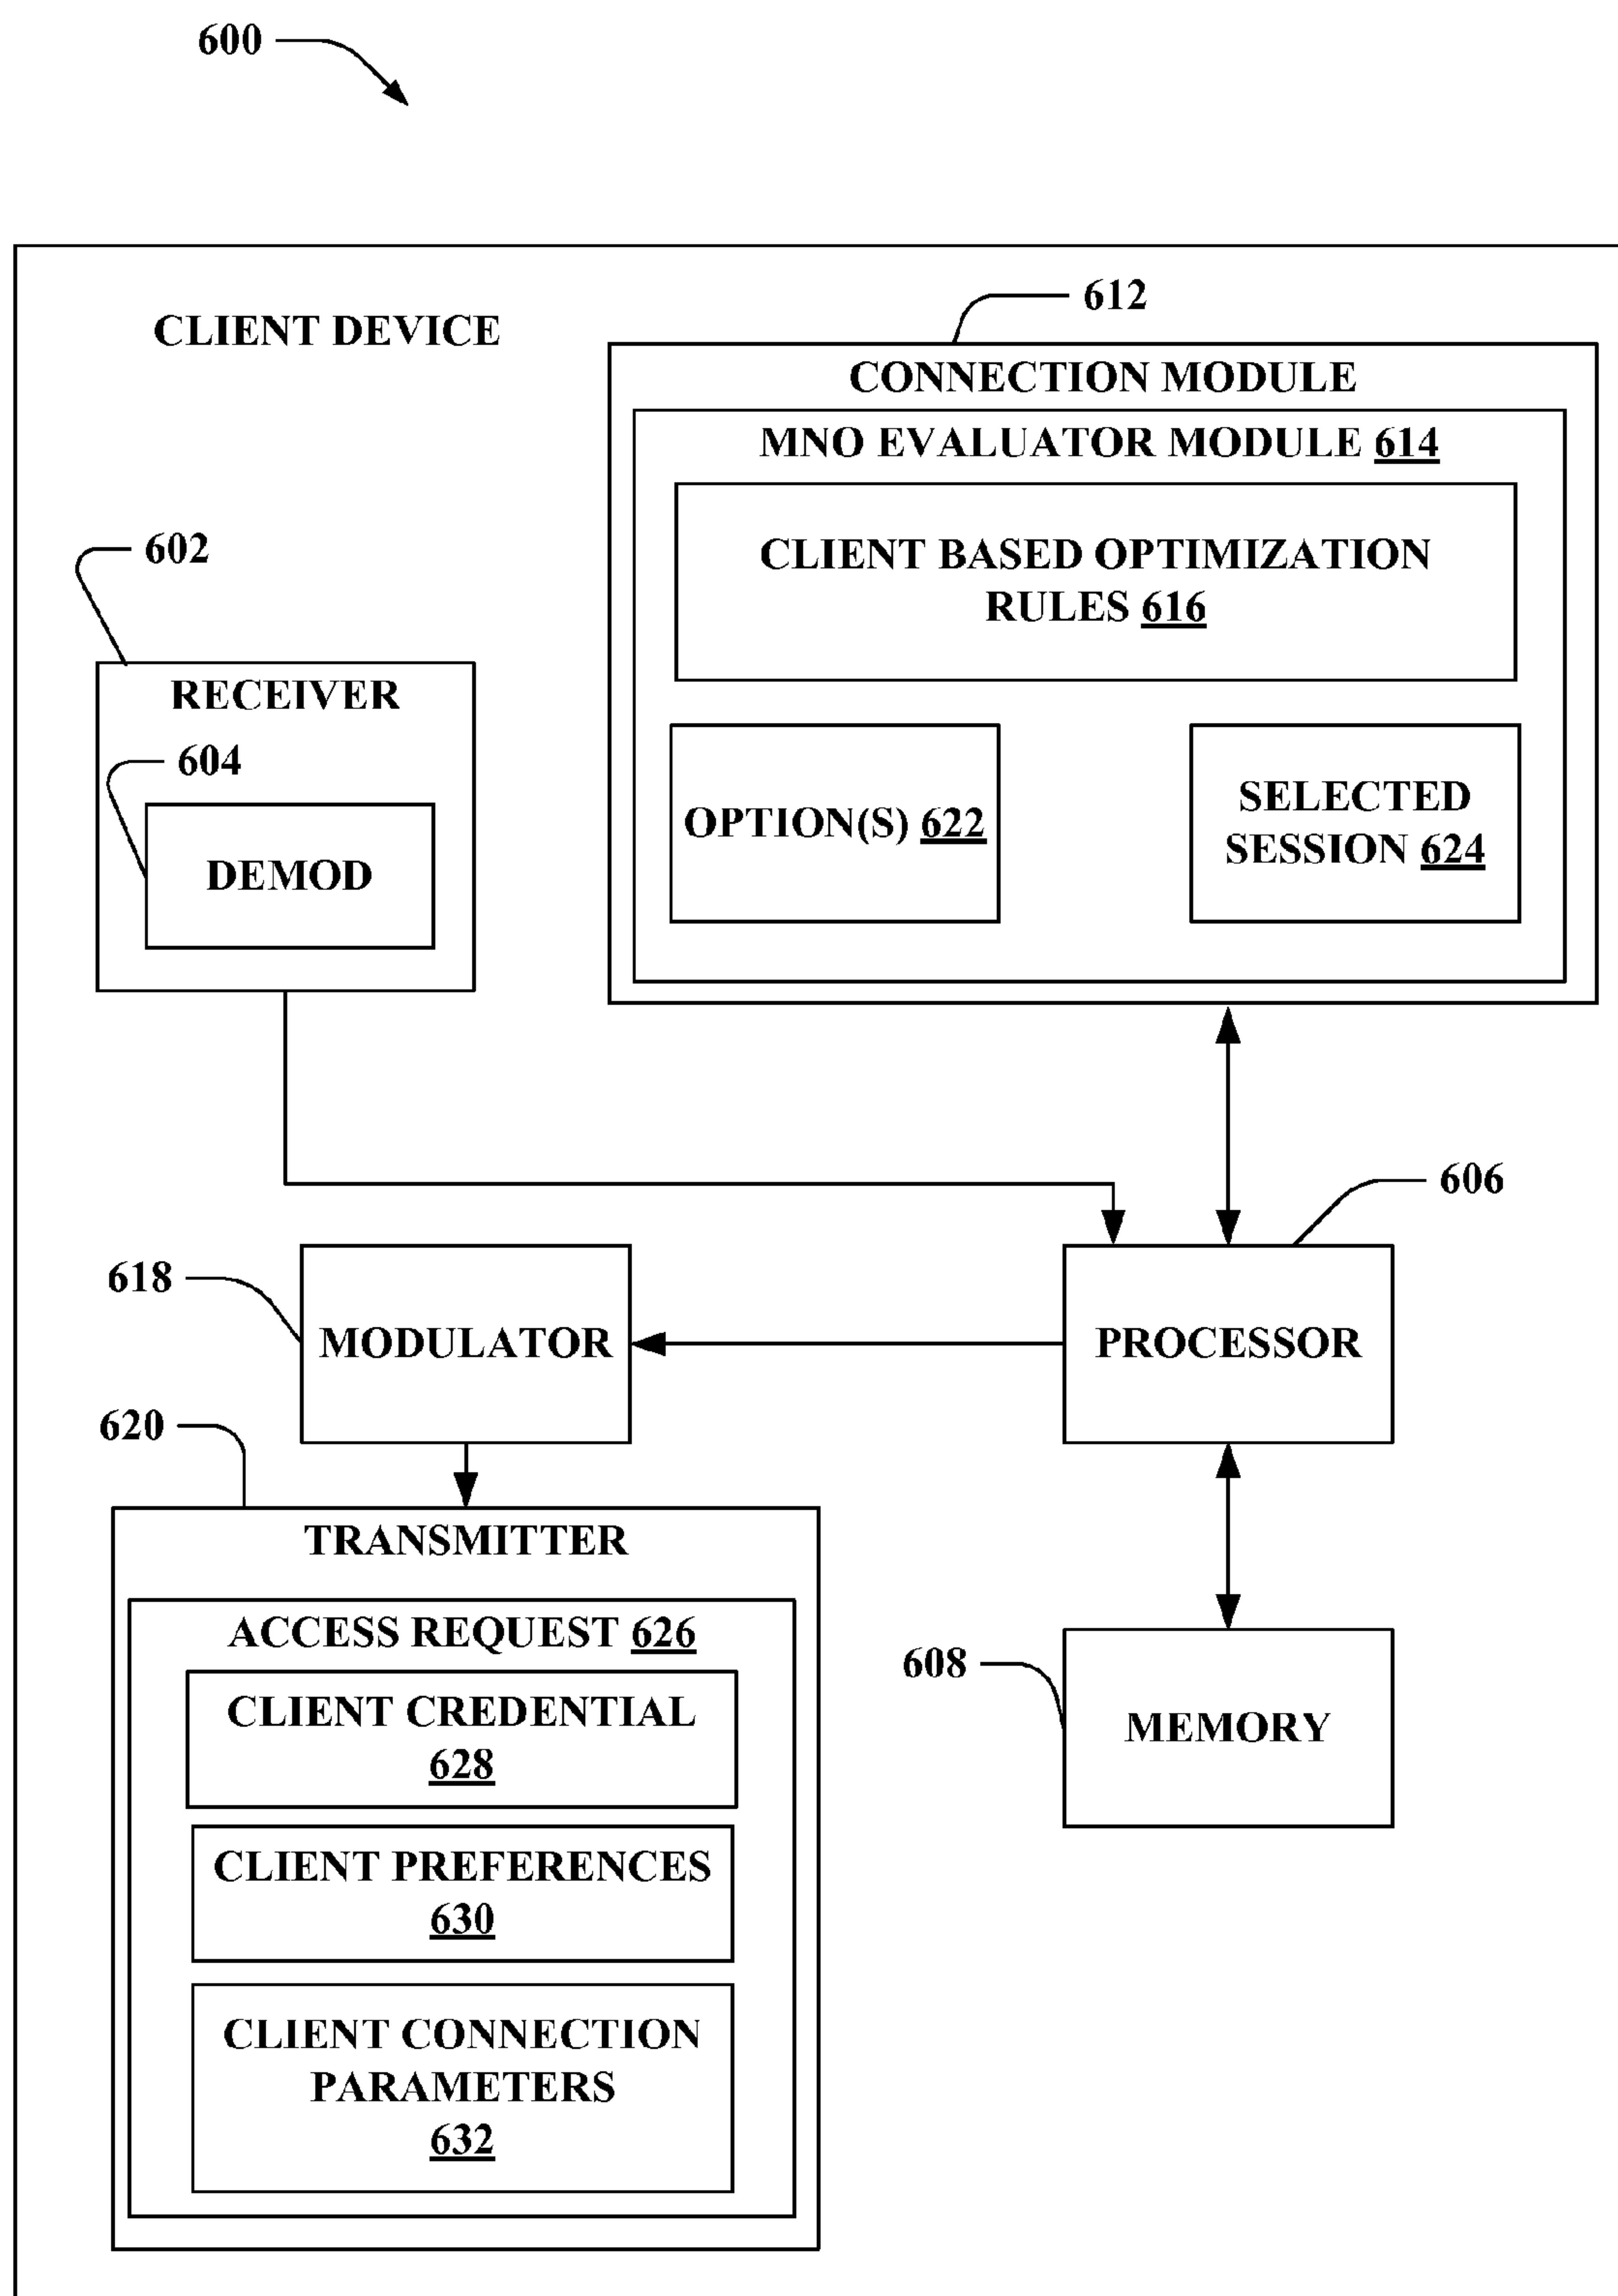 600
CLIENT DEVICE
612
CONNECTION MODULE
MNO EVALUATOR MODULE 614
CLIENT BASED OPTIMIZATION
RULES 616
OPTION(S) 622
SELECTED
SESSION 624
602
RECEIVER
604
DEMOD
606
PROCESSOR
618
MODULATOR
620
TRANSMITTER
ACCESS REQUEST 626
CLIENT CREDENTIAL
628
CLIENT PREFERENCES
630
CLIENT CONNECTION
PARAMETERS
632
608
MEMORY